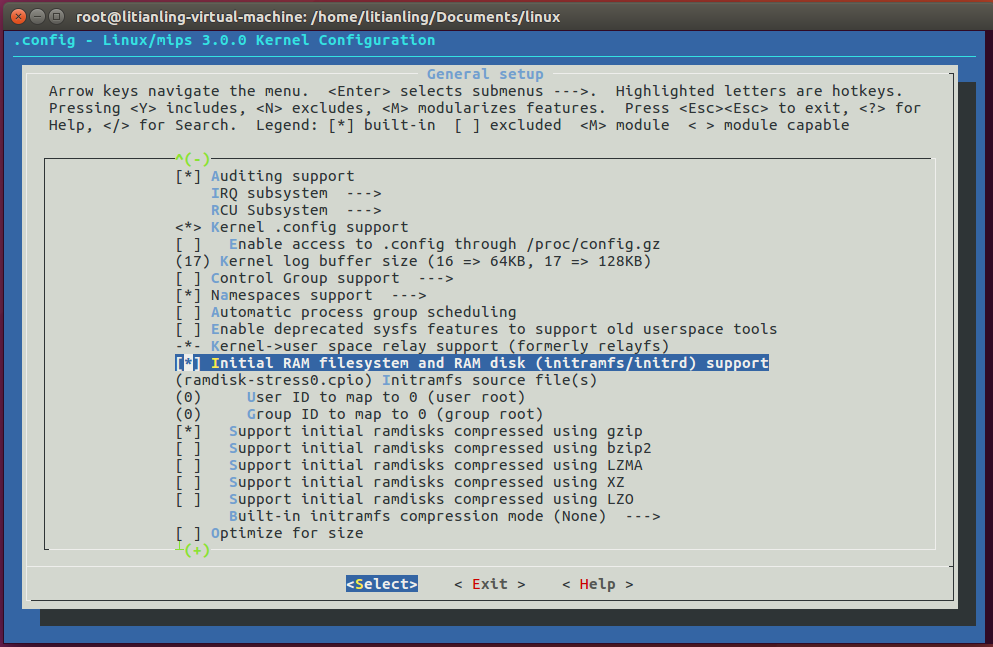 root@litianling-virtual-machine: /home/litianling/Documents/linux
.config - Linux/mips 3.0.0 Kernel Configuration
General setup
Arrow keys navigate the menu.  <Enter> selects submenus --->.  Highlighted letters are hotkeys.
Pressing <Y> includes, <N> excludes, <M> modularizes features.  Press <Esc><Esc> to exit, <?> for
Help, </> for Search.  Legend: [*] built-in  [ ] excluded  <M> module  < > module capable
^(-)
[*] Auditing support
    IRQ subsystem  --->
    RCU Subsystem  --->
<*> Kernel .config support
[ ]   Enable access to .config through /proc/config.gz
(17) Kernel log buffer size (16 => 64KB, 17 => 128KB)
[ ] Control Group support  --->
[*] Namespaces support  --->
[ ] Automatic process group scheduling
[ ] Enable deprecated sysfs features to support old userspace tools
-*- Kernel->user space relay support (formerly relayfs)
[*] Initial RAM filesystem and RAM disk (initramfs/initrd) support
(ramdisk-stress0.cpio) Initramfs source file(s)
(0)     User ID to map to 0 (user root)
(0)     Group ID to map to 0 (group root)
[*]   Support initial ramdisks compressed using gzip
[ ]   Support initial ramdisks compressed using bzip2
[ ]   Support initial ramdisks compressed using LZMA
[ ]   Support initial ramdisks compressed using XZ
[ ]   Support initial ramdisks compressed using LZO
      Built-in initramfs compression mode (None)  --->
[ ] Optimize for size
(+)
<Select>    < Exit >    < Help >